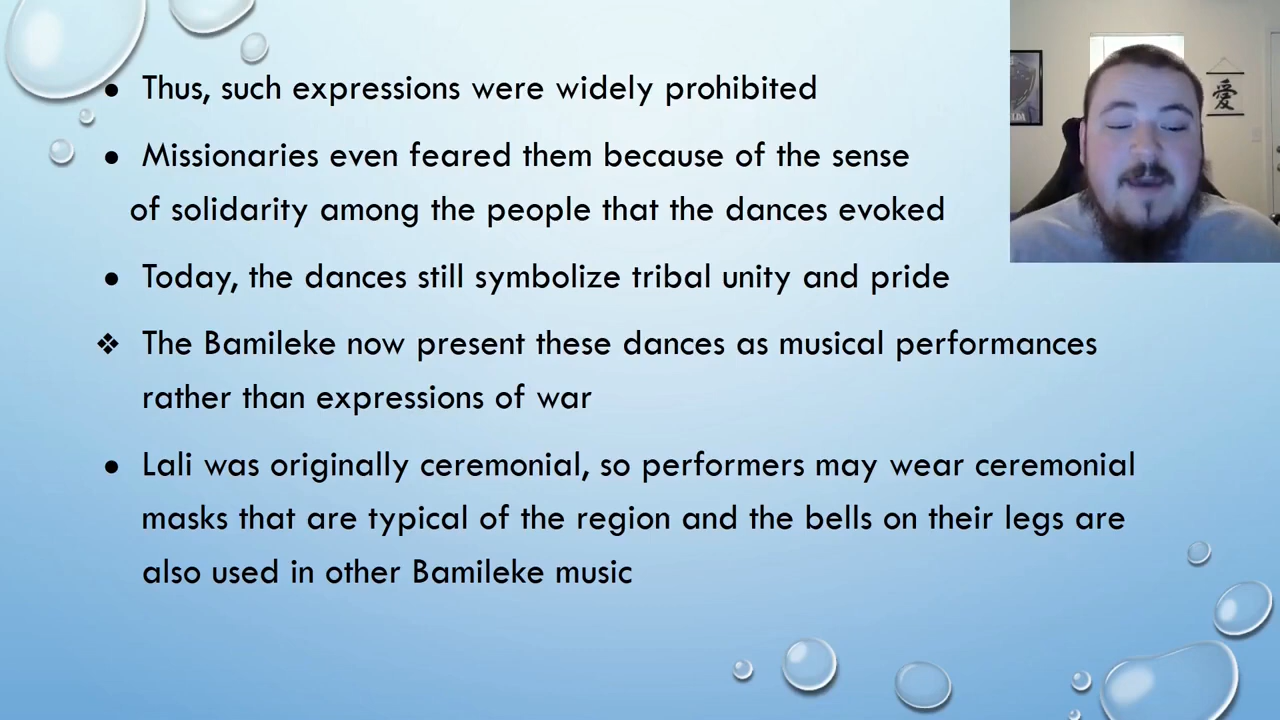 ● Thus, such expressions were widely prohibited
● Missionaries even feared them because of the sense
of solidarity among the people that the dances evoked
● Today, the dances still symbolize tribal unity and pride
❖ The Bamileke now present these dances as musical performances
rather than expressions of war
● Lali was originally ceremonial, so performers may wear ceremonial
masks that are typical of the region and the bells on their legs are
also used in other Bamileke music
愛